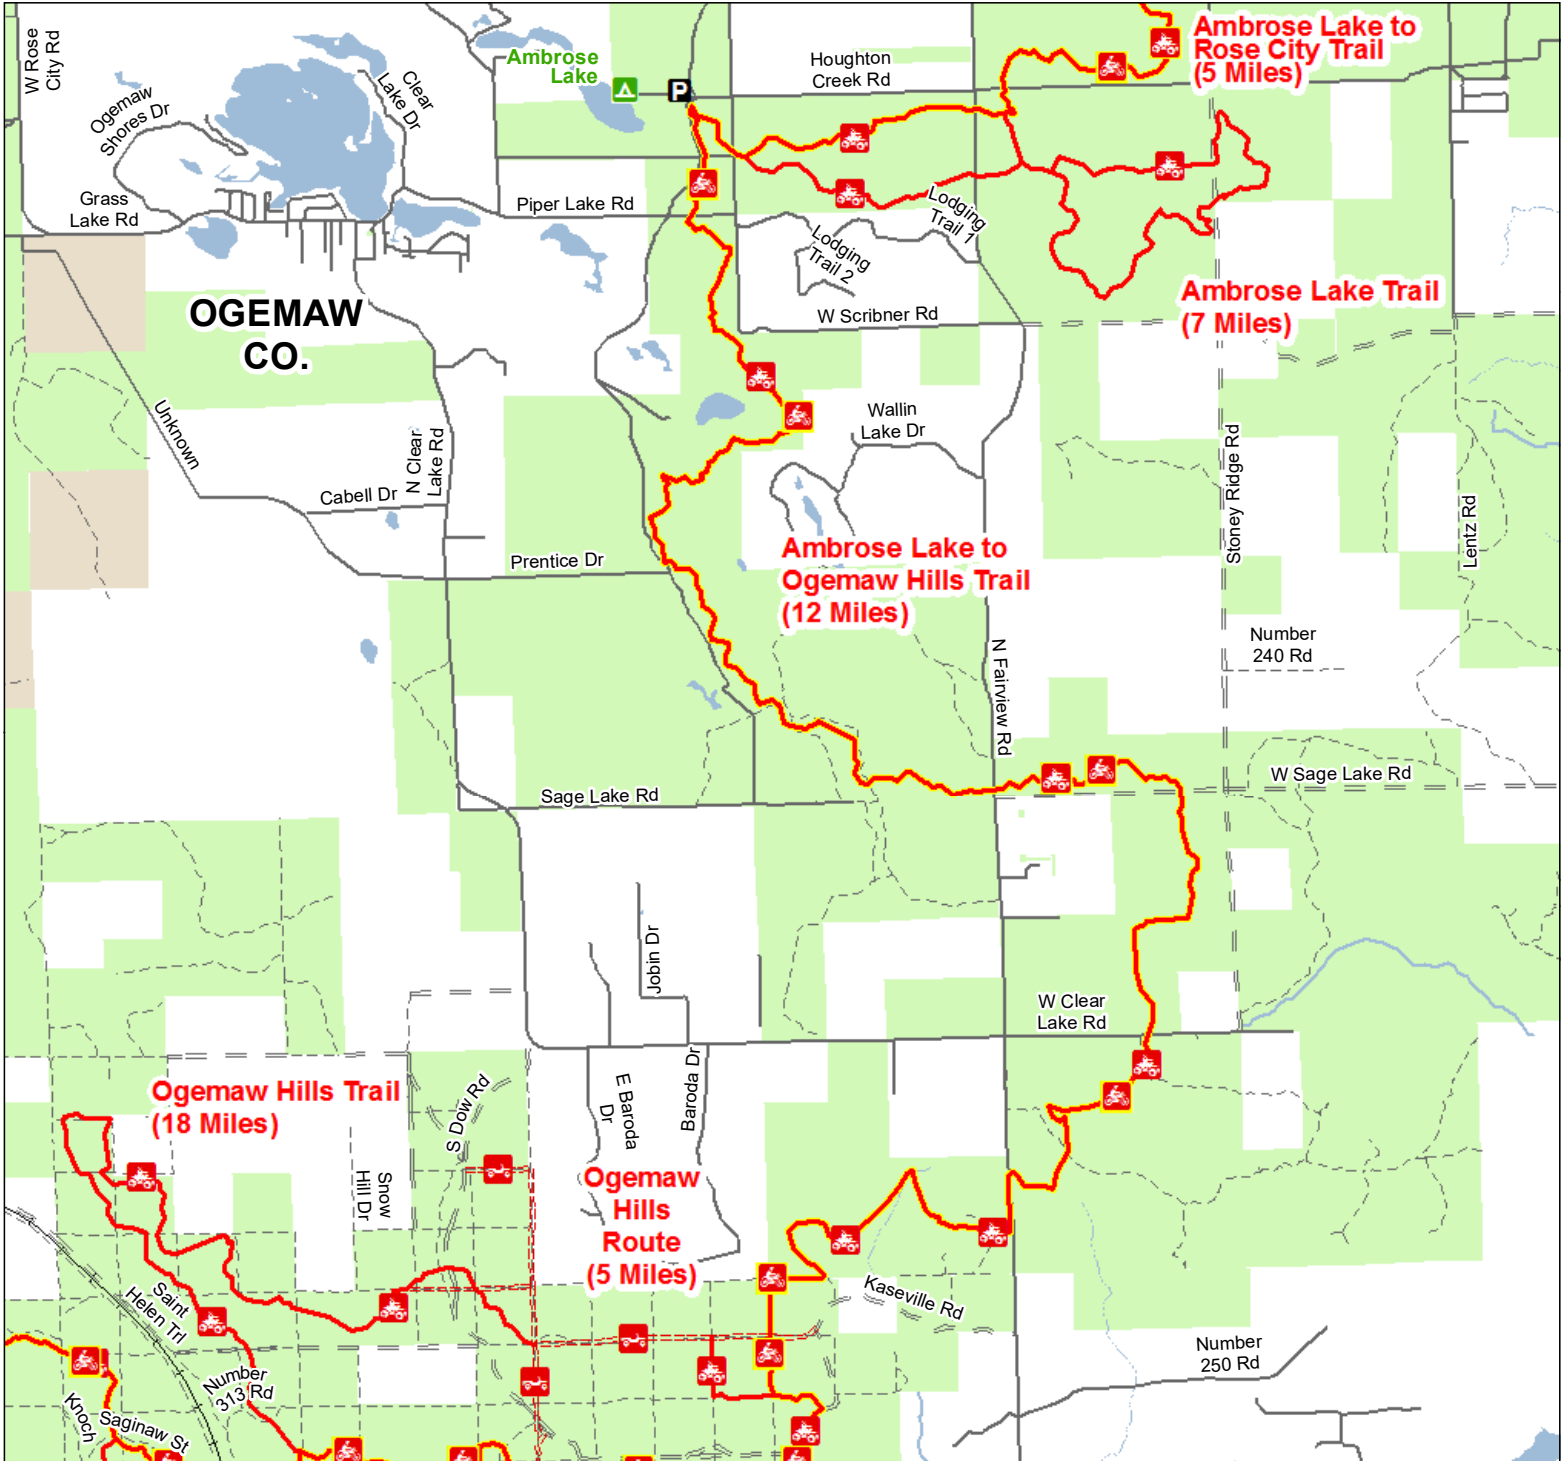 W Rose
City Rd
Ogemaw
Shores Dr
Clear
Lake Dr
Ambrose
Lake
P
Houghton
Creek Rd
Ambrose Lake to
Rose City Trail
(5 Miles)
Grass
Lake Rd
Piper Lake Rd
Lodging
Trail 1
Lodging
Trail 2
W Scribner Rd
Ambrose Lake Trail
(7 Miles)
OGEMAW
CO.
Unknown
N Clear
Lake Rd
Cabell Dr
Wallin
Lake Dr
Stoney Ridge Rd
Lentz Rd
Prentice Dr
Ambrose Lake to
Ogemaw Hills Trail
(12 Miles)
Number
240 Rd
N Fairview Rd
W Sage Lake Rd
Sage Lake Rd
Jobin Dr
W Clear
Lake Rd
Ogemaw Hills Trail
(18 Miles)
S Dow Rd
E Baroda
Dr
Baroda Dr
Snow
Hill Dr
Ogemaw
Hills
Route
(5 Miles)
Kaseville Rd
Saint
Helen Trl
Number
313 Rd
Number
250 Rd
Knoch
Saginaw St